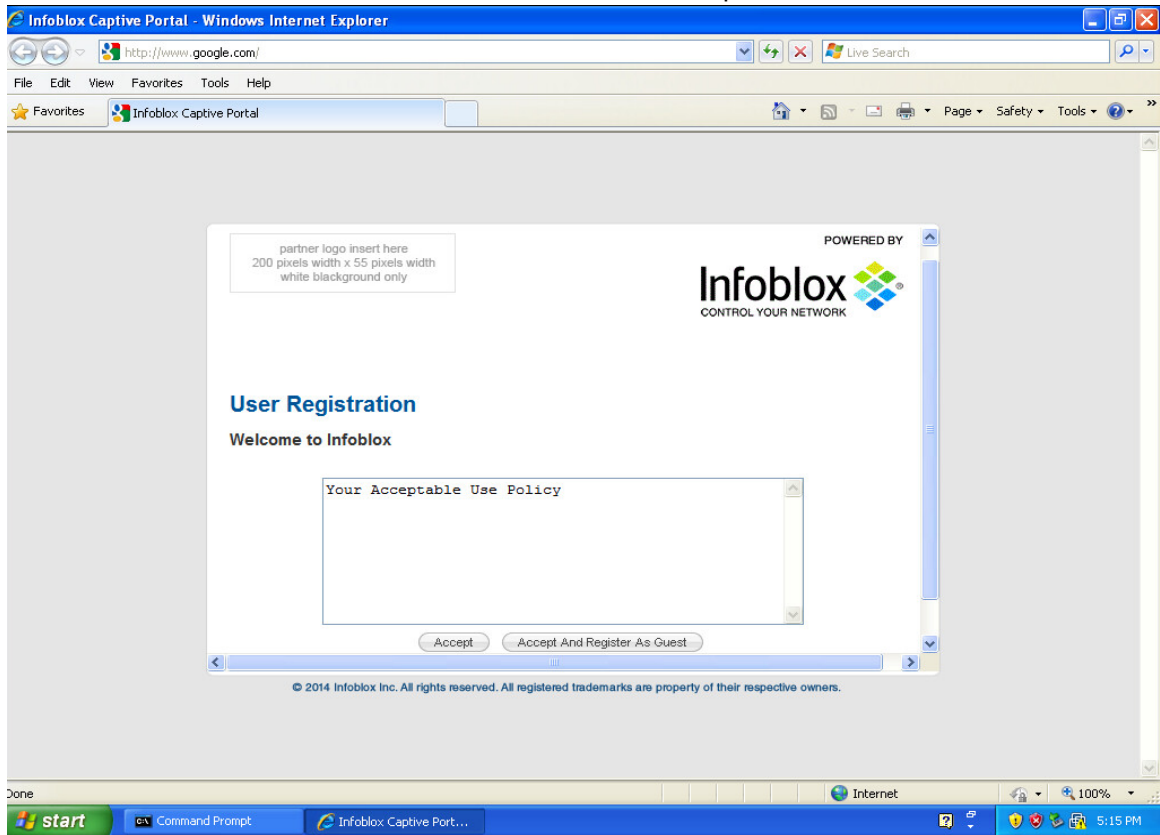 Infoblox Captive Portal - Windows Internet Explorer
http://www.google.com/
Live Search
File Edit View Favorites Tools Help
Favorites Infoblox Captive Portal Page Safety Tools
partner logo insert here
200 pixels width x 55 pixels width
white blackground only
POWERED BY
Infoblox
CONTROL YOUR NETWORK
User Registration
Welcome to Infoblox
Your Acceptable Use Policy
Accept Accept And Register As Guest
© 2014 Infoblox Inc. All rights reserved. All registered trademarks are property of their respective owners.
Done Internet 100%
start Command Prompt Infoblox Captive Port... 5:15 PM